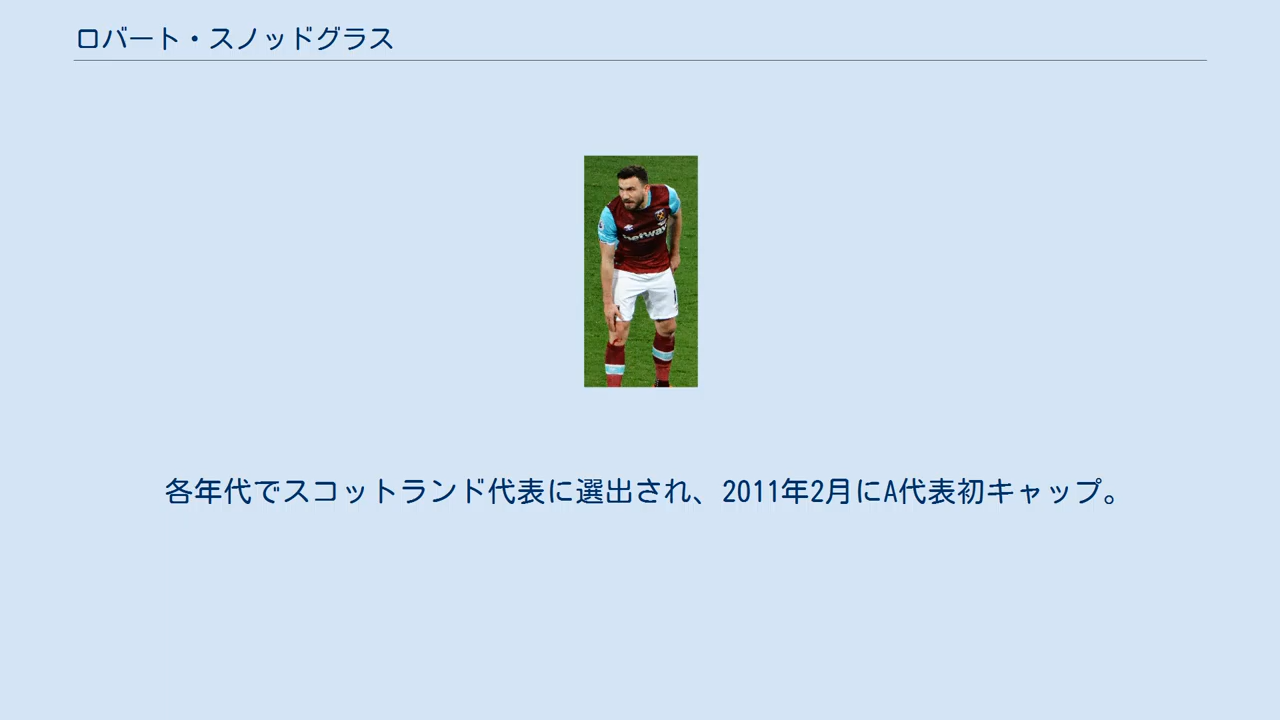 ロバート・スノッドグラス
betway
各年代でスコットランド代表に選出され、2011年2月にA代表初キャップ。